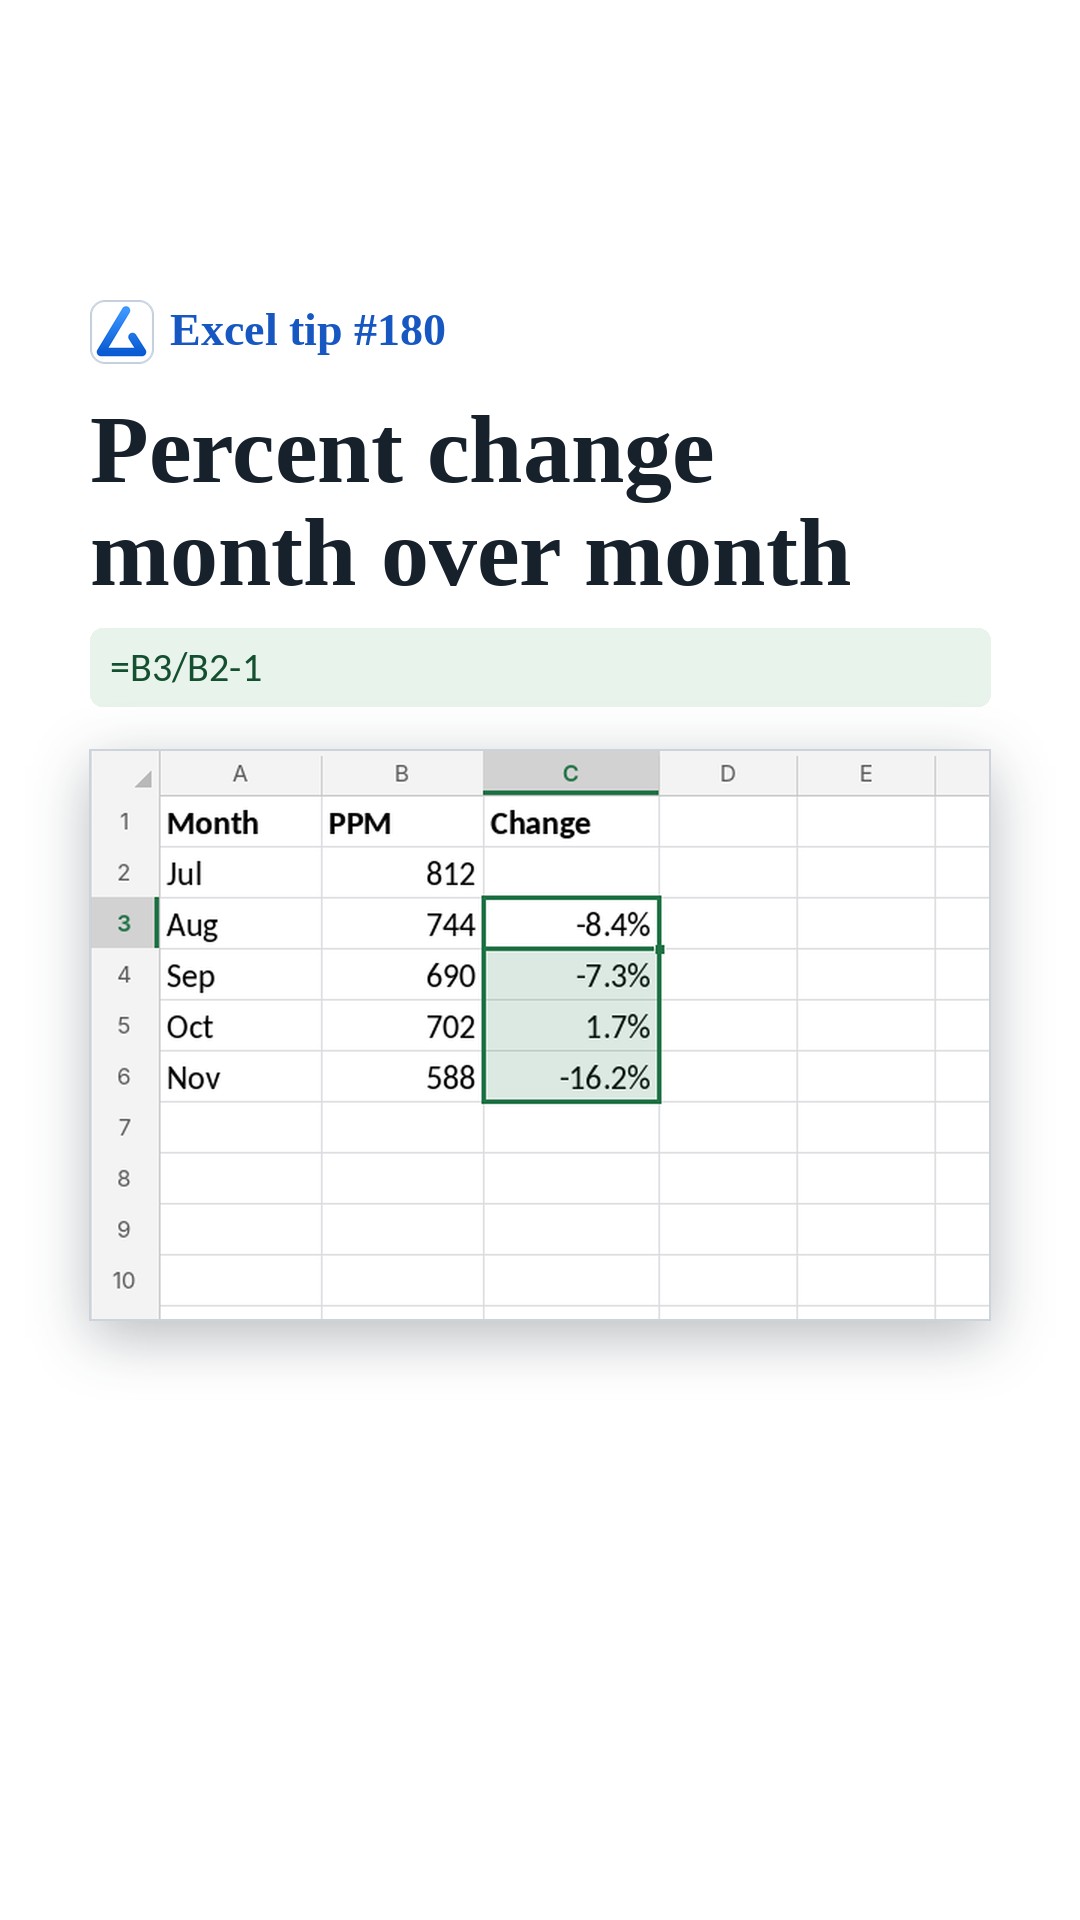 Excel tip #180
Percent change
month over month
=B3/B2-1
A B C D E
1 Month PPM Change
2 Jul 812
3 Aug 744 -8.4%
4 Sep 690 -7.3%
5 Oct 702 1.7%
6 Nov 588 -16.2%
7
8
9
10